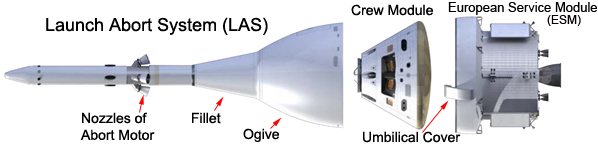 Launch Abort System (LAS)
Crew Module
European Service Module
(ESM)
Nozzles of
Abort Motor
Fillet
Ogive
Umbilical Cover